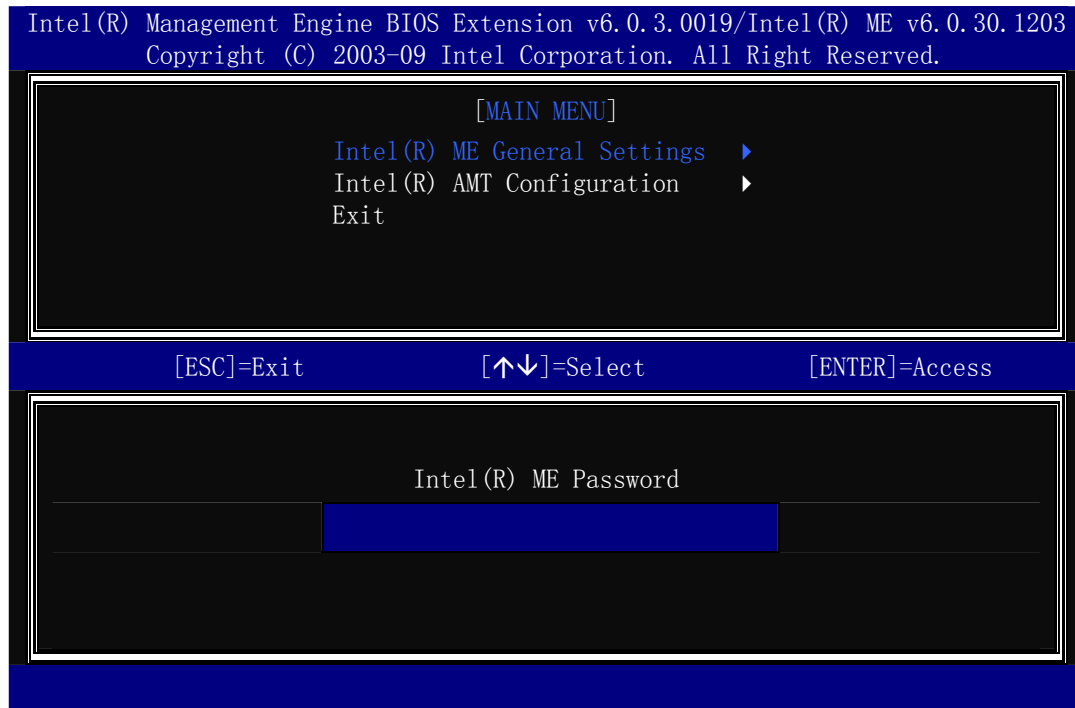 Intel(R) Management Engine BIOS Extension v6.0.3.0019/Intel(R) ME v6.0.30.1203
Copyright (C) 2003-09 Intel Corporation. All Right Reserved.
[MAIN MENU]
Intel(R) ME General Settings ▶
Intel(R) AMT Configuration ▶
Exit
[ESC]=Exit [↑↓]=Select [ENTER]=Access
Intel(R) ME Password